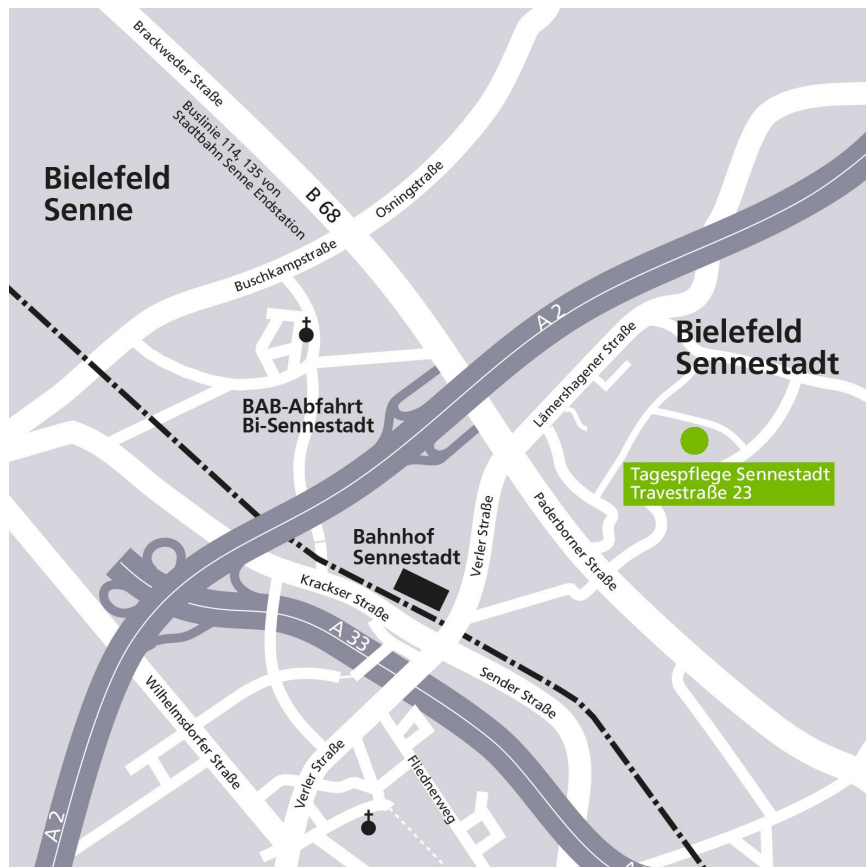 Brackweder Straße
Buslinie 114, 135 von
Stadtbahn Senne Endstation
B 68
Osningstraße
Bielefeld
Senne
Buschkampstraße
A 2
Lämershagener Straße
Bielefeld
Sennestadt
BAB-Abfahrt
Bi-Sennestadt
Tagespflege Sennestadt
Travestraße 23
Paderborner Straße
Verler Straße
Bahnhof
Sennestadt
Krackser Straße
A 33
Sender Straße
Wilhelmsdorfer Straße
Verler Straße
Fliednerweg
A 2